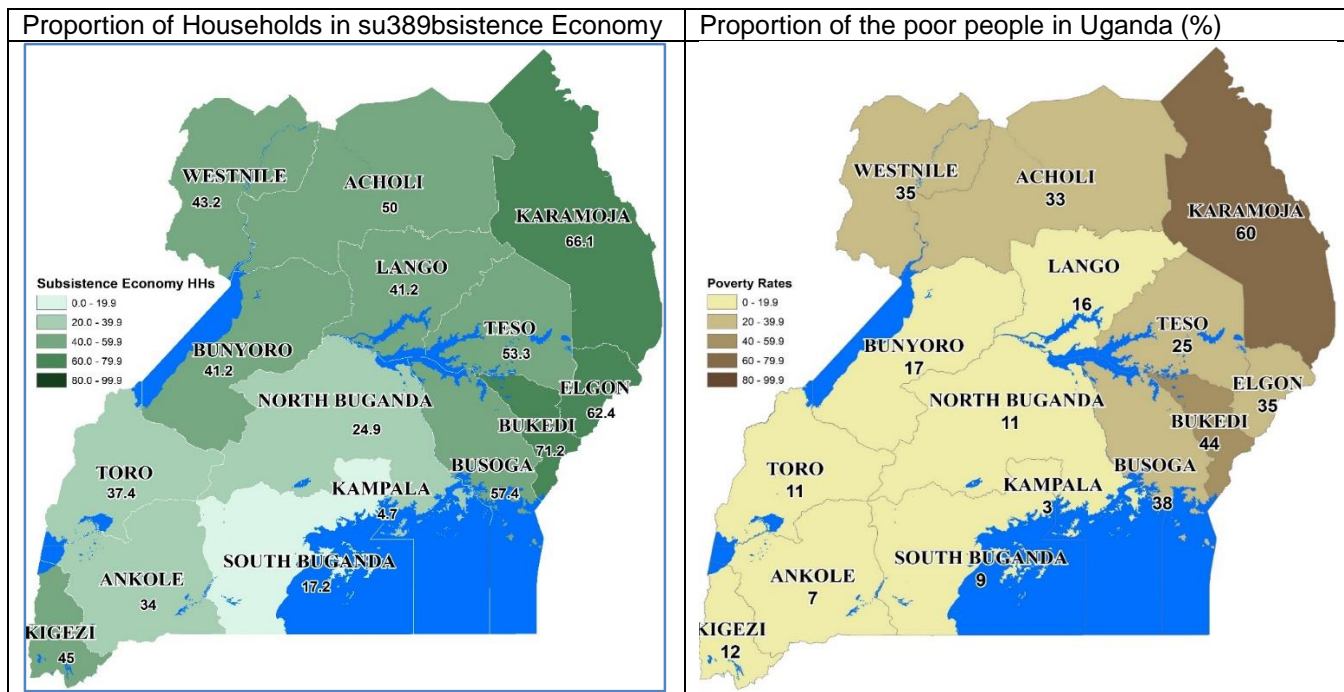 Proportion of Households in su389bsistence Economy
WESTNILE
43.2
ACHOLI
50
KARAMOJA
66.1
LANGO
41.2
Subsistence Economy HHs
0.0 - 19.9
20.0 - 39.9
40.0 - 59.9
60.0 - 79.9
80.0 - 99.9
TESO
53.3
BUNYORO
41.2
ELGON
62.4
NORTH BUGANDA
24.9
BUKEDI
71.2
BUSOGA
57.4
TORO
37.4
KAMPALA
4.7
SOUTH BUGANDA
17.2
ANKOLE
34
KIGEZI
45
Proportion of the poor people in Uganda (%)
WESTNILE
35
ACHOLI
33
KARAMOJA
60
LANGO
16
Poverty Rates
0 - 19.9
20 - 39.9
40 - 59.9
60 - 79.9
80 - 99.9
TESO
25
BUNYORO
17
ELGON
35
NORTH BUGANDA
11
BUKEDI
44
BUSOGA
38
TORO
11
KAMPALA
3
SOUTH BUGANDA
9
ANKOLE
7
KIGEZI
12